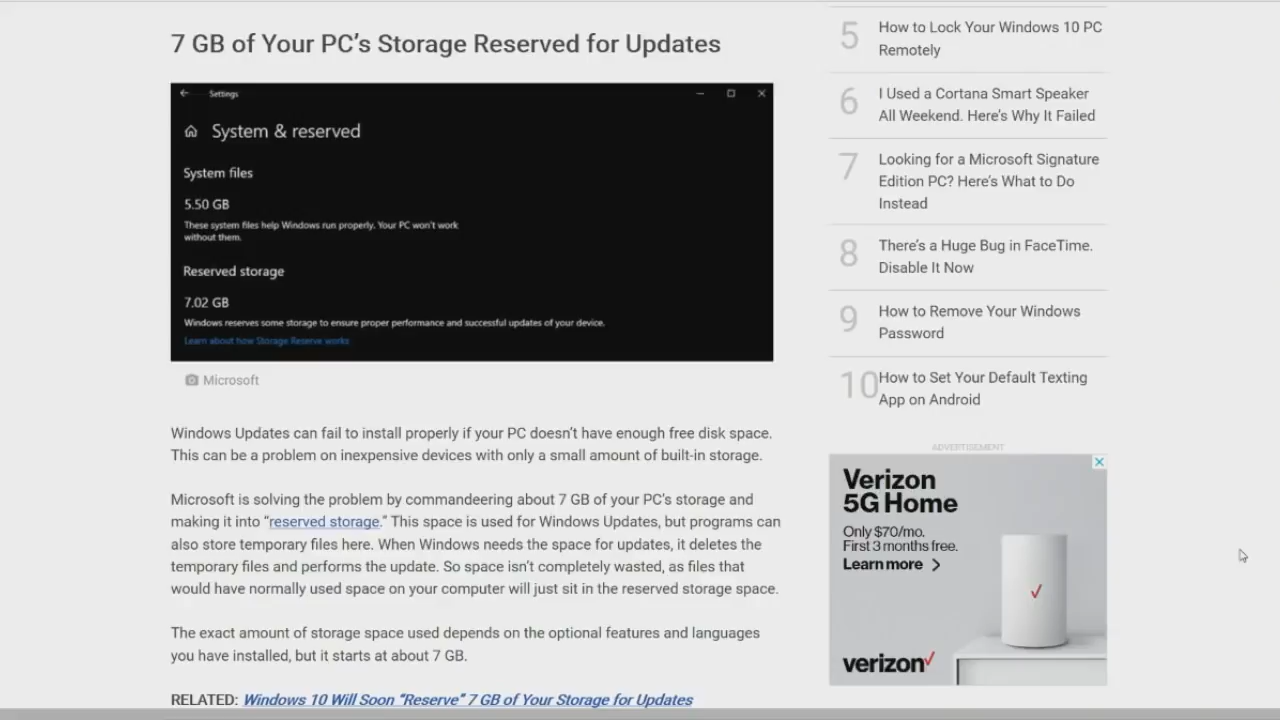 7 GB of Your PC’s Storage Reserved for Updates
Settings
System & reserved
System files
5.50 GB
These system files help Windows run properly. Your PC won't work
without them.
Reserved storage
7.02 GB
Windows reserves some storage to ensure proper performance and successful updates of your device.
Learn about how Storage Reserve works
Microsoft
Windows Updates can fail to install properly if your PC doesn’t have enough free disk space.
This can be a problem on inexpensive devices with only a small amount of built-in storage.
Microsoft is solving the problem by commandeering about 7 GB of your PC’s storage and
making it into “reserved storage.” This space is used for Windows Updates, but programs can
also store temporary files here. When Windows needs the space for updates, it deletes the
temporary files and performs the update. So space isn’t completely wasted, as files that
would have normally used space on your computer will just sit in the reserved storage space.
The exact amount of storage space used depends on the optional features and languages
you have installed, but it starts at about 7 GB.
RELATED: Windows 10 Will Soon “Reserve” 7 GB of Your Storage for Updates
5 How to Lock Your Windows 10 PC
Remotely
6 I Used a Cortana Smart Speaker
All Weekend. Here’s Why It Failed
7 Looking for a Microsoft Signature
Edition PC? Here’s What to Do
Instead
8 There’s a Huge Bug in FaceTime.
Disable It Now
9 How to Remove Your Windows
Password
10 How to Set Your Default Texting
App on Android
ADVERTISEMENT
Verizon
5G Home
Only $70/mo.
First 3 months free.
Learn more
verizon